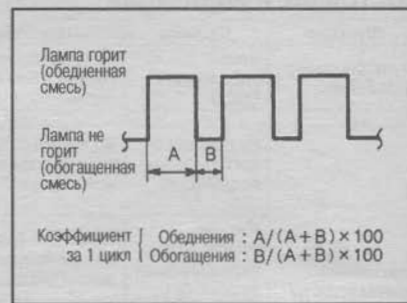 Лампа горит
(обедненная
смесь)
Лампа не
горит
(обогащенная
смесь)
A
B
Коэффициент { Обеднения : A/(A+B)×100
за 1 цикл { Обогащения : B/(A+B)×100